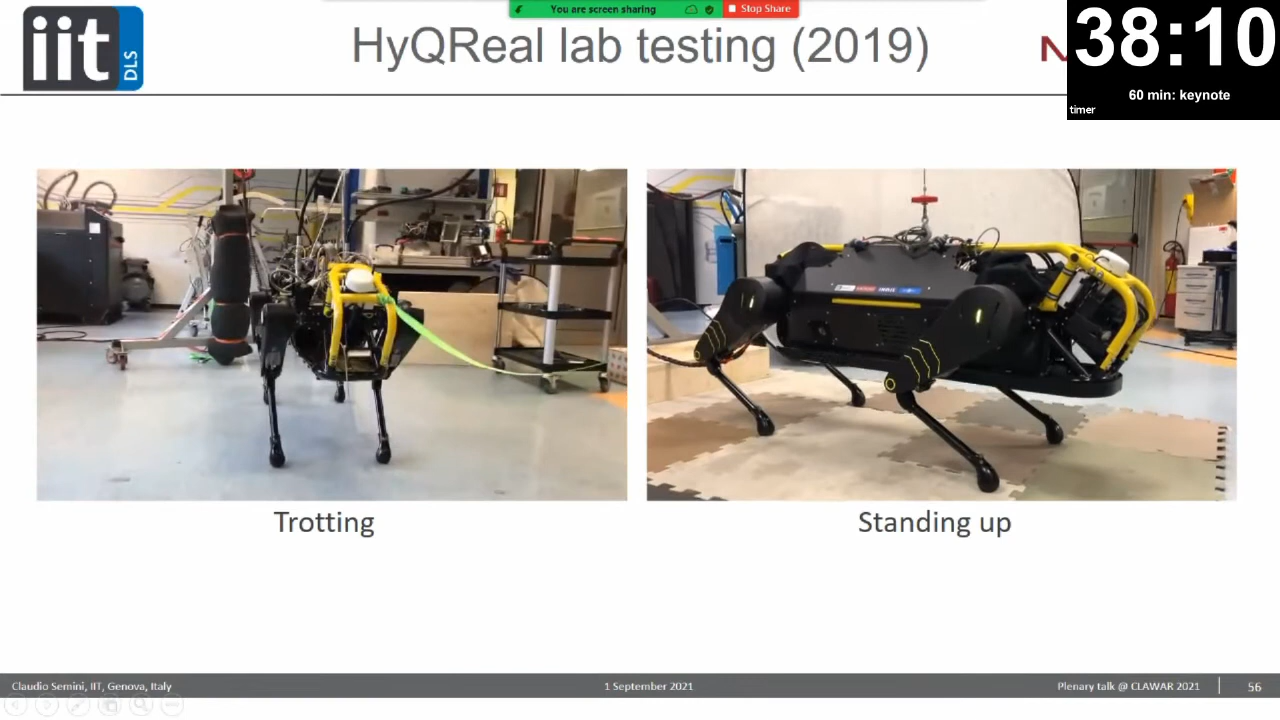 You are screen sharing
Stop Share
iit
DLS
HyQReal lab testing (2019)
38:10
60 min: keynote
timer
Trotting
Standing up
Claudio Semini, IIT, Genova, Italy
1 September 2021
Plenary talk @ CLAWAR 2021
56